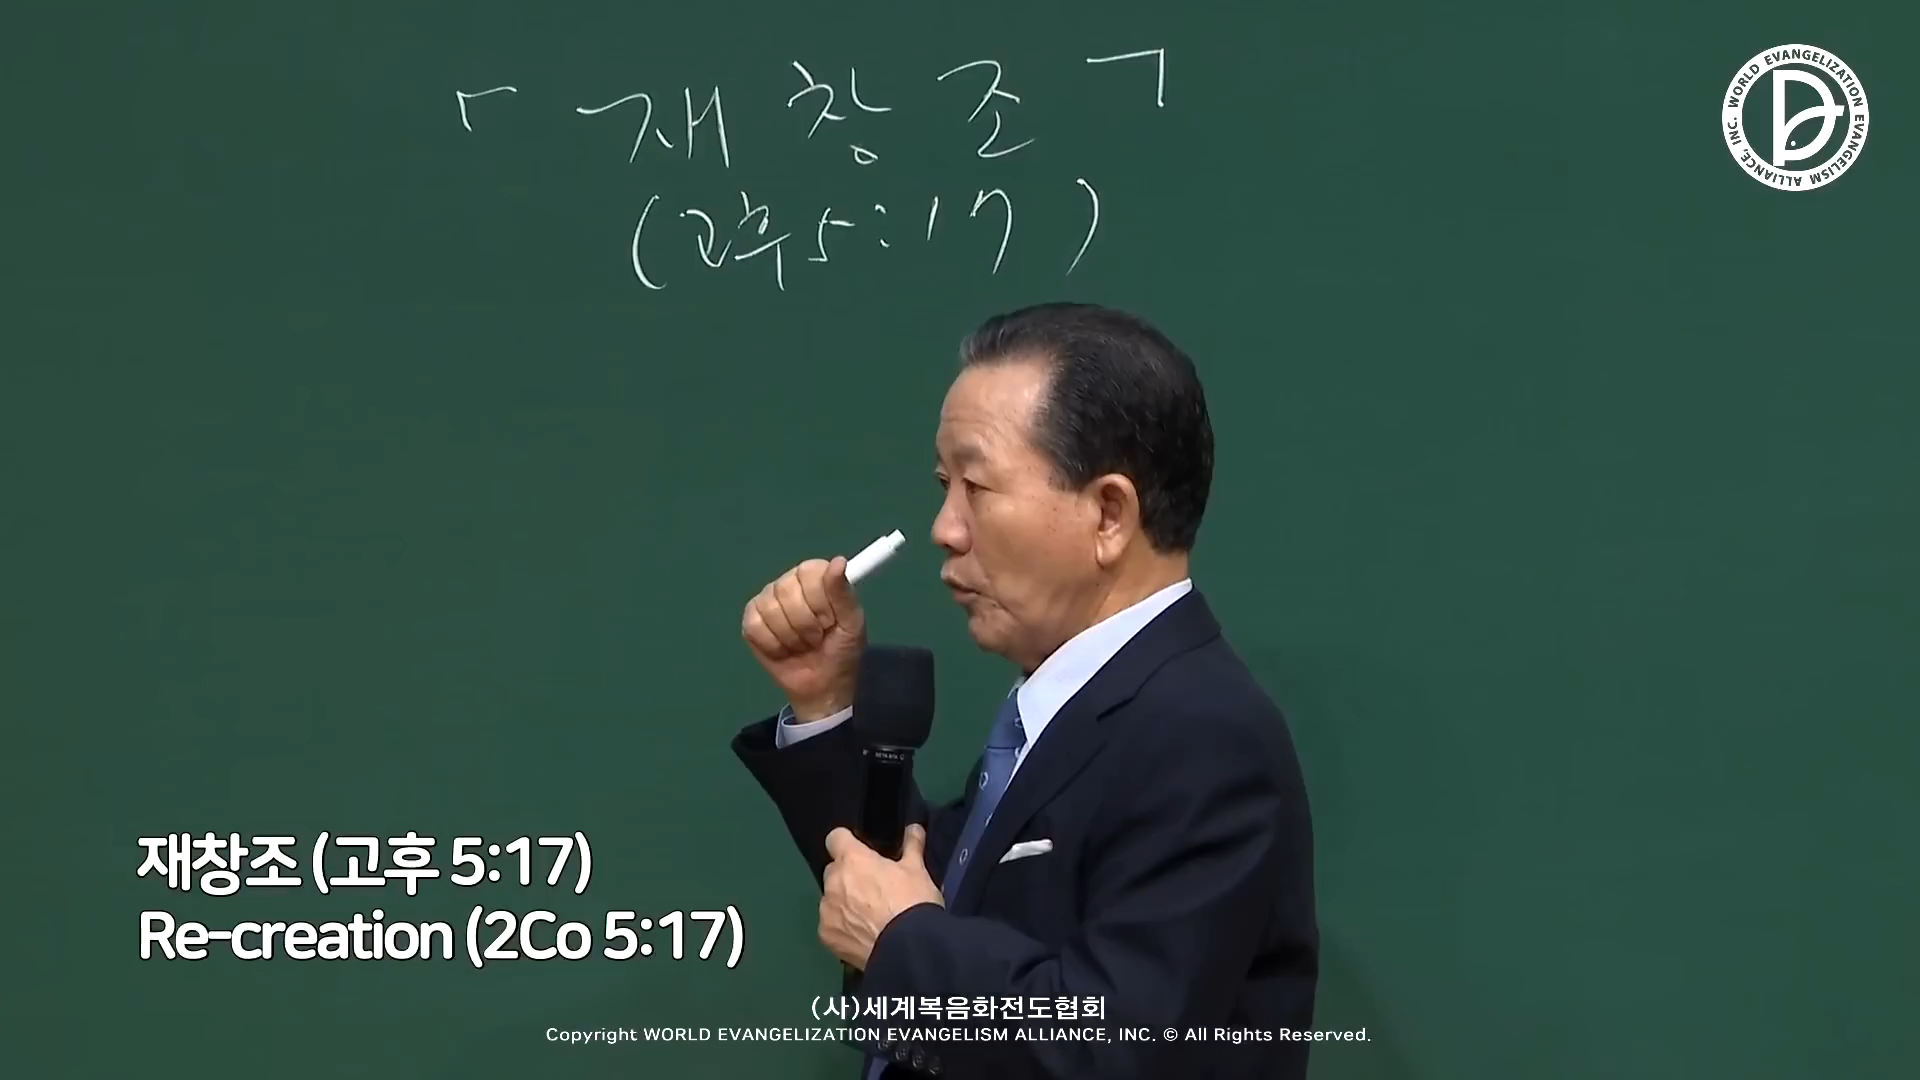 「 재창조 ㄱ
(고후 5:17)
WORLD EVANGELIZATION EVANGELISM ALLIANCE, INC.
재창조 (고후 5:17)
Re-creation (2Co 5:17)
(사)세계복음화전도협회
Copyright WORLD EVANGELIZATION EVANGELISM ALLIANCE, INC. © All Rights Reserved.